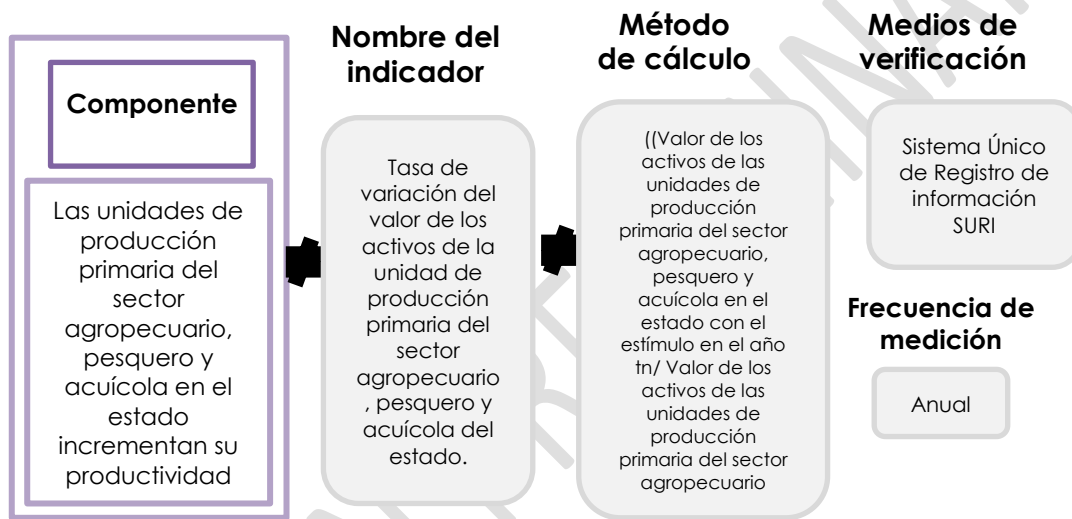 Componente
Las unidades de
producción
primaria del
sector
agropecuario,
pesquero y
acuícola en el
estado
incrementan su
productividad
Nombre del
indicador
Tasa de
variación del
valor de los
activos de la
unidad de
producción
primaria del
sector
agropecuario
, pesquero y
acuícola del
estado.
Método
de cálculo
((Valor de los
activos de las
unidades de
producción
primaria del sector
agropecuario,
pesquero y
acuícola en el
estado con el
estímulo en el año
tn/ Valor de los
activos de las
unidades de
producción
primaria del sector
agropecuario
Medios de
verificación
Sistema Único
de Registro de
información
SURI
Frecuencia de
medición
Anual